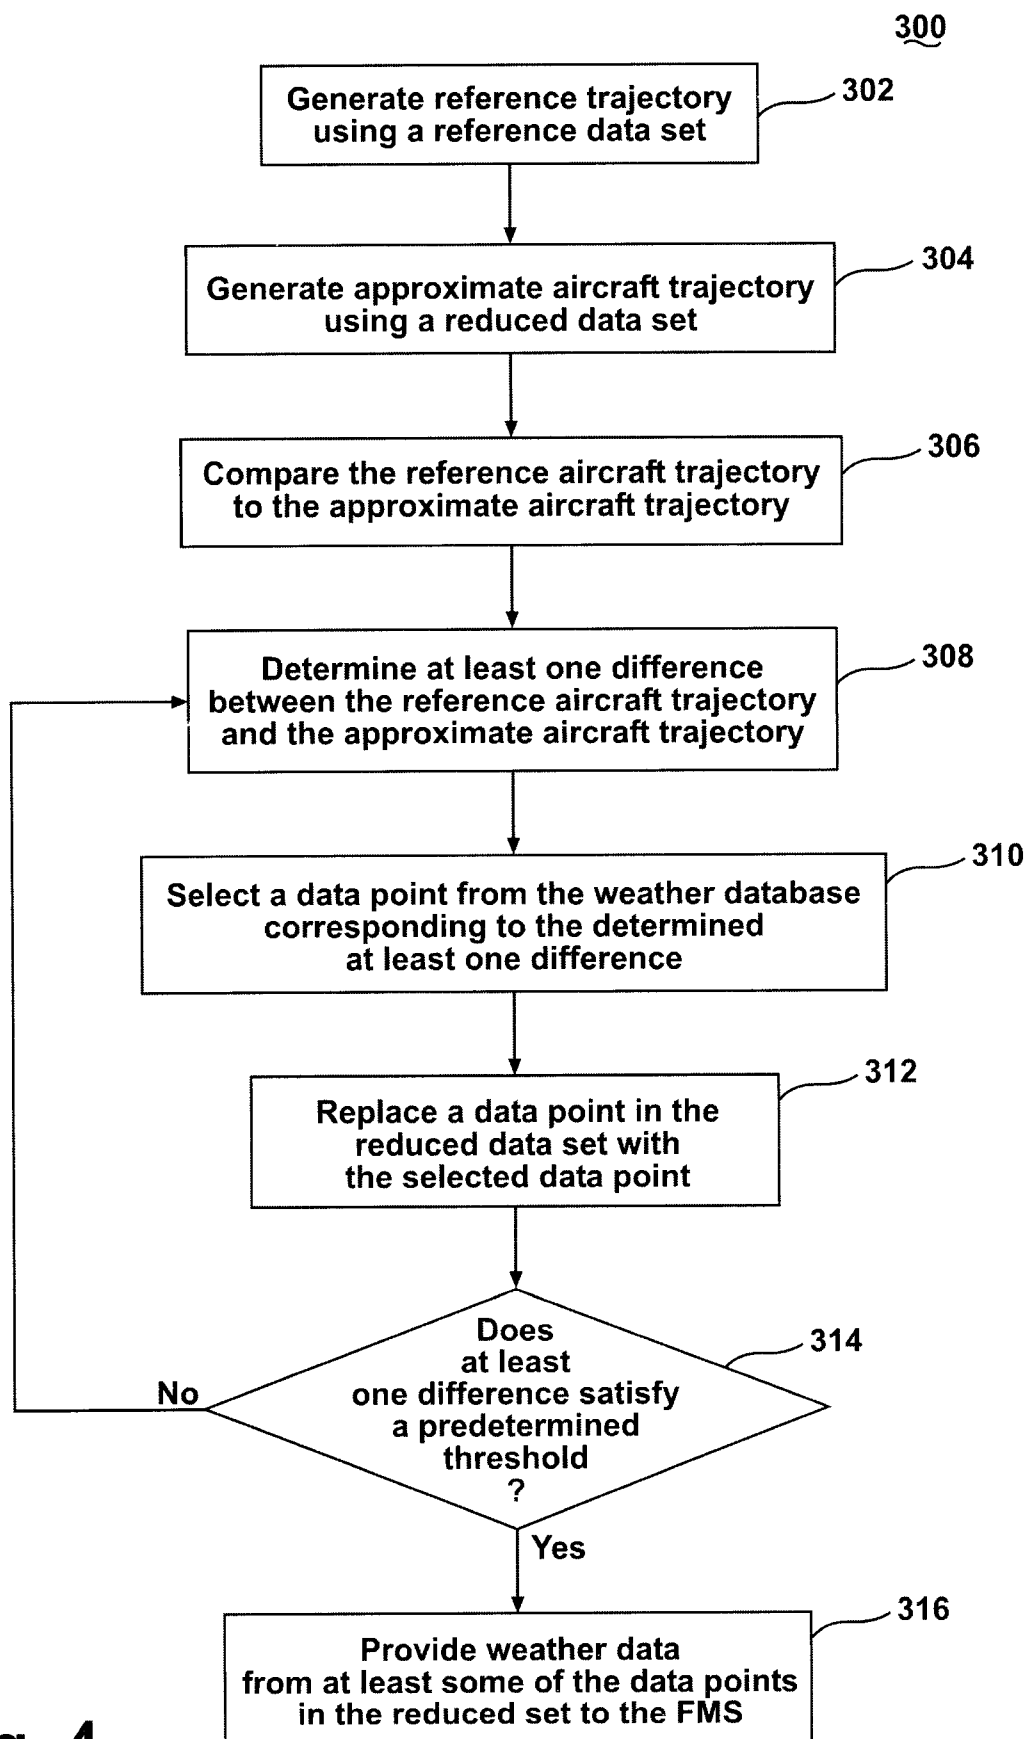 300
Generate reference trajectory
using a reference data set
302
Generate approximate aircraft trajectory
using a reduced data set
304
Compare the reference aircraft trajectory
to the approximate aircraft trajectory
306
Determine at least one difference
between the reference aircraft trajectory
and the approximate aircraft trajectory
308
Select a data point from the weather database
corresponding to the determined
at least one difference
310
Replace a data point in the
reduced data set with
the selected data point
312
Does
at least
one difference satisfy
a predetermined
threshold
?
314
No
Yes
Provide weather data
from at least some of the data points
in the reduced set to the FMS
316